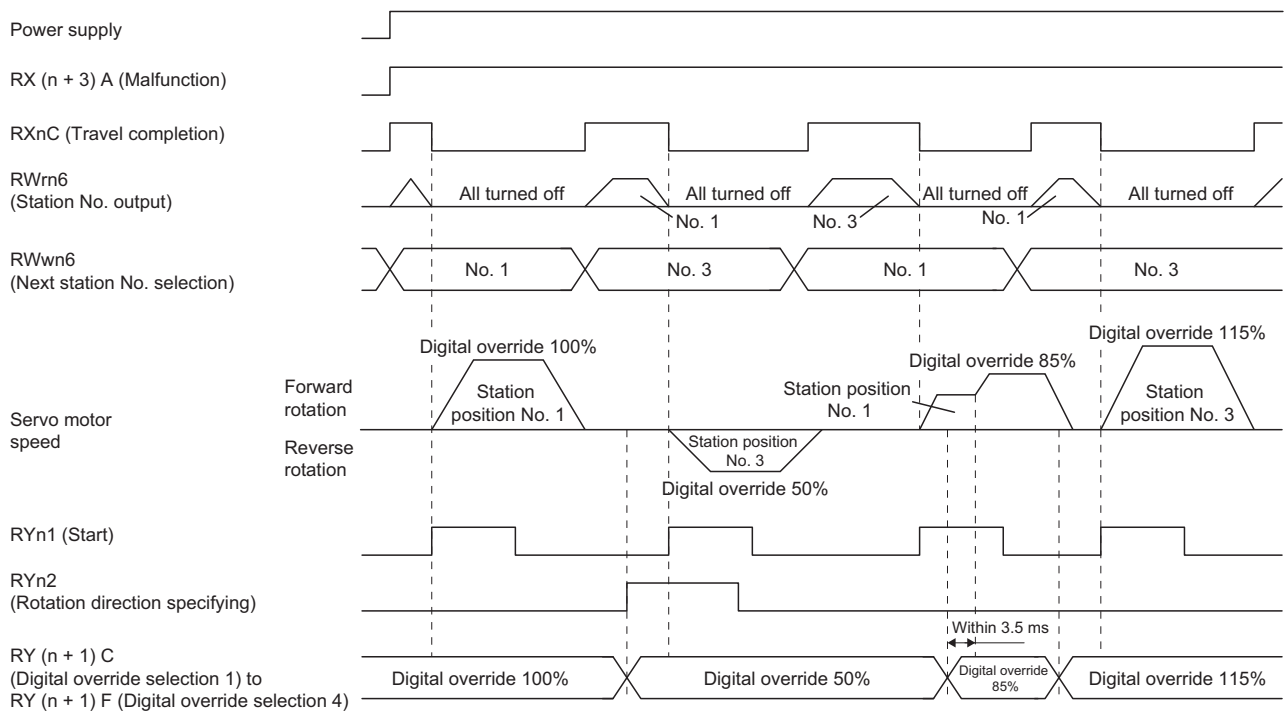 Power supply
RX (n + 3) A (Malfunction)
RXnC (Travel completion)
RWrn6
(Station No. output)
All turned off
All turned off
All turned off
All turned off
No. 1
No. 3
No. 1
RWwn6
(Next station No. selection)
No. 1
No. 3
No. 1
No. 3
Digital override 100%
Digital override 85%
Digital override 115%
Servo motor
speed
Forward
rotation
Reverse
rotation
Station
position No. 1
Station position
No. 3
Digital override 50%
Station position
No. 1
Station
position
No. 3
RYn1 (Start)
RYn2
(Rotation direction specifying)
Within 3.5 ms
RY (n + 1) C
(Digital override selection 1) to
RY (n + 1) F (Digital override selection 4)
Digital override 100%
Digital override 50%
Digital override
85%
Digital override 115%